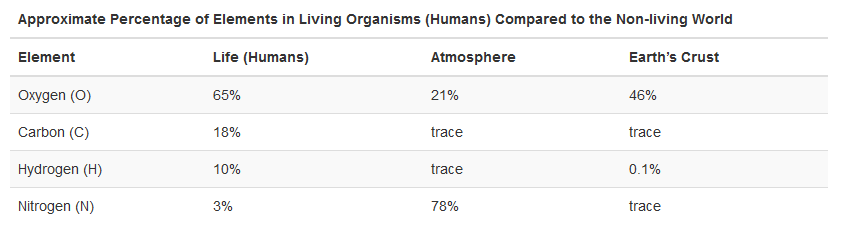 Approximate Percentage of Elements in Living Organisms (Humans) Compared to the Non-living World
Element Life (Humans) Atmosphere Earth’s Crust
Oxygen (O) 65% 21% 46%
Carbon (C) 18% trace trace
Hydrogen (H) 10% trace 0.1%
Nitrogen (N) 3% 78% trace